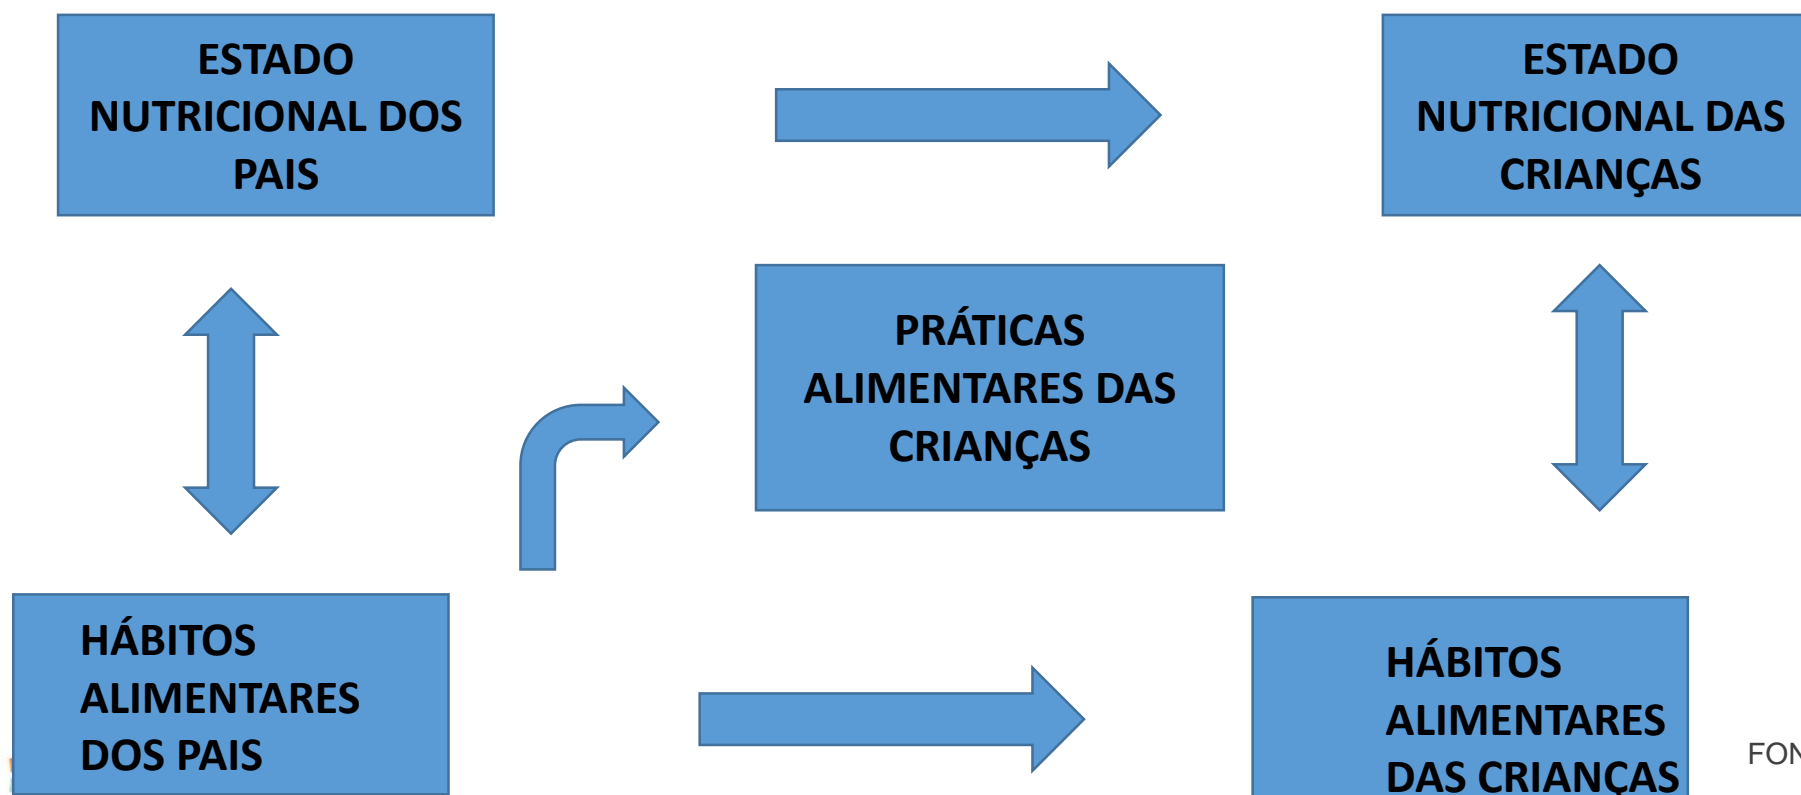 ESTADO
NUTRICIONAL DOS
PAIS
ESTADO
NUTRICIONAL DAS
CRIANÇAS
PRÁTICAS
ALIMENTARES DAS
CRIANÇAS
HÁBITOS
ALIMENTARES
DOS PAIS
HÁBITOS
ALIMENTARES
DAS CRIANÇAS
FON